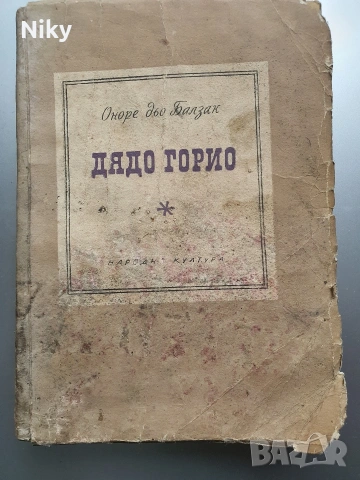 Niky
Оноре дьо Балзак
ДЯДО ГОРИО
*
НАРОДНА КУЛТУРА
BAZAR